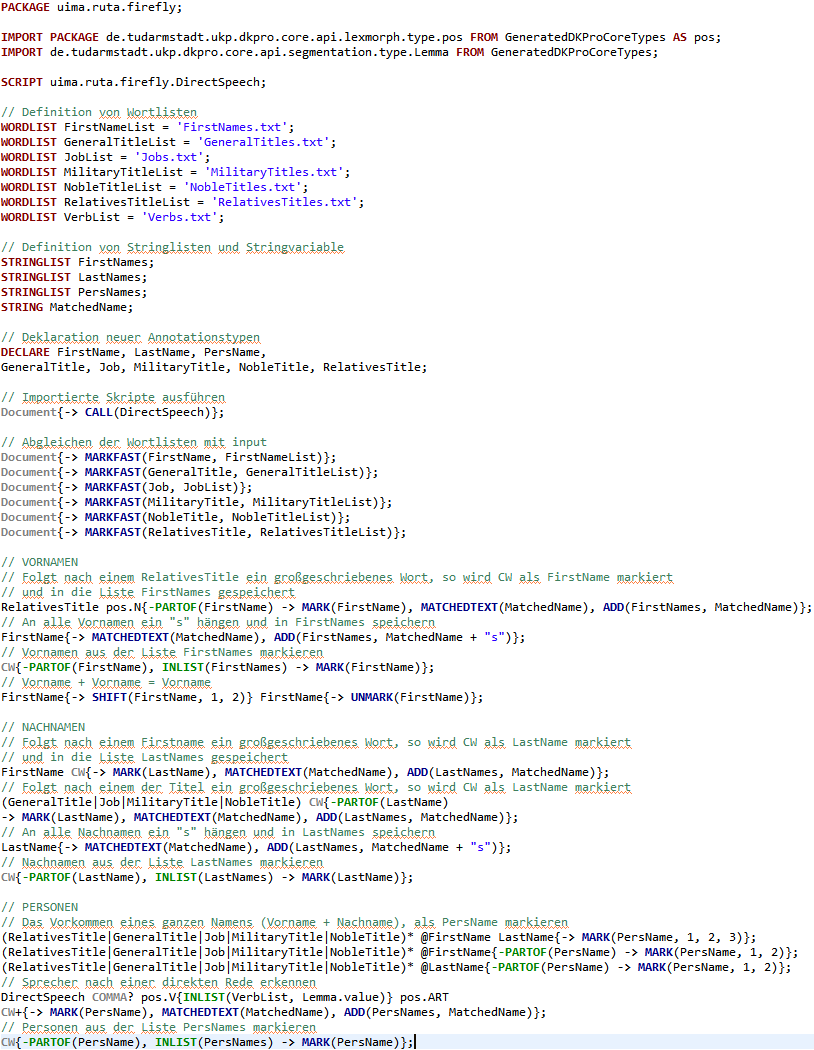 PACKAGE uima.ruta.firefly;

IMPORT PACKAGE de.tudarmstadt.ukp.dkpro.core.api.lexmorph.type.pos FROM GeneratedDKProCoreTypes AS pos;
IMPORT de.tudarmstadt.ukp.dkpro.core.api.segmentation.type.Lemma FROM GeneratedDKProCoreTypes;

SCRIPT uima.ruta.firefly.DirectSpeech;

// Definition von Wortlisten
WORDLIST FirstNameList = 'FirstNames.txt';
WORDLIST GeneralTitleList = 'GeneralTitles.txt';
WORDLIST JobList = 'Jobs.txt';
WORDLIST MilitaryTitleList = 'MilitaryTitles.txt';
WORDLIST NobleTitleList = 'NobleTitles.txt';
WORDLIST RelativesTitleList = 'RelativesTitles.txt';
WORDLIST VerbList = 'Verbs.txt';

// Definition von Stringlisten und Stringvariable
STRINGLIST FirstNames;
STRINGLIST LastNames;
STRINGLIST PersNames;
STRING MatchedName;

// Deklaration neuer Annotationstypen
DECLARE FirstName, LastName, PersName,
GeneralTitle, Job, MilitaryTitle, NobleTitle, RelativesTitle;

// Importierte Skripte ausführen
Document{-> CALL(DirectSpeech)};

// Abgleichen der Wortlisten mit input
Document{-> MARKFAST(FirstName, FirstNameList)};
Document{-> MARKFAST(GeneralTitle, GeneralTitleList)};
Document{-> MARKFAST(Job, JobList)};
Document{-> MARKFAST(MilitaryTitle, MilitaryTitleList)};
Document{-> MARKFAST(NobleTitle, NobleTitleList)};
Document{-> MARKFAST(RelativesTitle, RelativesTitleList)};

// VORNAMEN
// Folgt nach einem RelativesTitle ein großgeschriebenes Wort, so wird CW als FirstName markiert
// und in die Liste FirstNames gespeichert
RelativesTitle pos.N{-PARTOF(FirstName) -> MARK(FirstName), MATCHEDTEXT(MatchedName), ADD(FirstNames, MatchedName)};
// An alle Vornamen ein "s" hängen und in FirstNames speichern
FirstName{-> MATCHEDTEXT(MatchedName), ADD(FirstNames, MatchedName + "s")};
// Vornamen aus der Liste FirstNames markieren
CW{-PARTOF(FirstName), INLIST(FirstNames) -> MARK(FirstName)};
// Vorname + Vorname = Vorname
FirstName{-> SHIFT(FirstName, 1, 2)} FirstName{-> UNMARK(FirstName)};

// NACHNAMEN
// Folgt nach einem Firstname ein großgeschriebenes Wort, so wird CW als LastName markiert
// und in die Liste LastNames gespeichert
FirstName CW{-> MARK(LastName), MATCHEDTEXT(MatchedName), ADD(LastNames, MatchedName)};
// Folgt nach einem der Titel ein großgeschriebenes Wort, so wird CW als LastName markiert
(GeneralTitle|Job|MilitaryTitle|NobleTitle) CW{-PARTOF(LastName)
-> MARK(LastName), MATCHEDTEXT(MatchedName), ADD(LastNames, MatchedName)};
// An alle Nachnamen ein "s" hängen und in LastNames speichern
LastName{-> MATCHEDTEXT(MatchedName), ADD(LastNames, MatchedName + "s")};
// Nachnamen aus der Liste LastNames markieren
CW{-PARTOF(LastName), INLIST(LastNames) -> MARK(LastName)};

// PERSONEN
// Das Vorkommen eines ganzen Namens (Vorname + Nachname), als PersName markieren
(RelativesTitle|GeneralTitle|Job|MilitaryTitle|NobleTitle)* @FirstName LastName{-> MARK(PersName, 1, 2, 3)};
(RelativesTitle|GeneralTitle|Job|MilitaryTitle|NobleTitle)* @FirstName{-PARTOF(PersName) -> MARK(PersName, 1, 2)};
(RelativesTitle|GeneralTitle|Job|MilitaryTitle|NobleTitle)* @LastName{-PARTOF(PersName) -> MARK(PersName, 1, 2)};
// Sprecher nach einer direkten Rede erkennen
DirectSpeech COMMA? pos.V{INLIST(VerbList, Lemma.value)} pos.ART
CW+{-> MARK(PersName), MATCHEDTEXT(MatchedName), ADD(PersNames, MatchedName)};
// Personen aus der Liste PersNames markieren
CW{-PARTOF(PersName), INLIST(PersNames) -> MARK(PersName)};